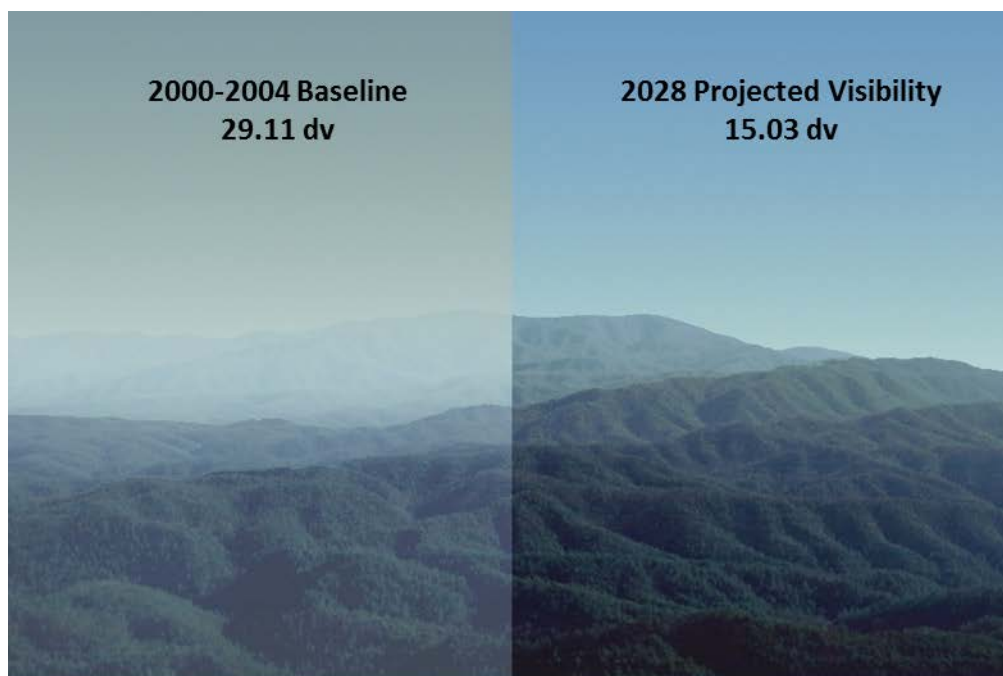 2000-2004 Baseline
29.11 dv
2028 Projected Visibility
15.03 dv